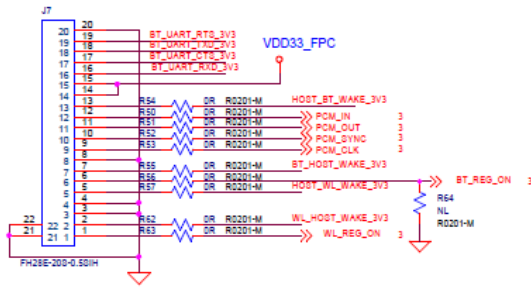 J7
20 20
19 19 BT_UART_RTS_3V3
18 18 BT_UART_TXD_3V3
17 17 BT_UART_CTS_3V3
16 16 BT_UART_RXD_3V3
15 15 VDD33_FPC
14 14
13 13 R54 0R R0201-M HOST_BT_WAKE_3V3
12 12 R50 0R R0201-M PCM_IN 3
11 11 R51 0R R0201-M PCM_OUT 3
10 10 R52 0R R0201-M PCM_SYNC 3
9 9 R53 0R R0201-M PCM_CLK 3
8 8
7 7 R55 0R R0201-M BT_HOST_WAKE_3V3
6 6 R56 0R R0201-M BT_REG_ON 3
5 5 R57 0R R0201-M HOST_WL_WAKE_3V3
4 4
3 3
22 22 2 2 R62 0R R0201-M WL_HOST_WAKE_3V3
21 21 1 1 R63 0R R0201-M WL_REG_ON 3
R64
NL
R0201-M
FH28E-20S-0.5SH